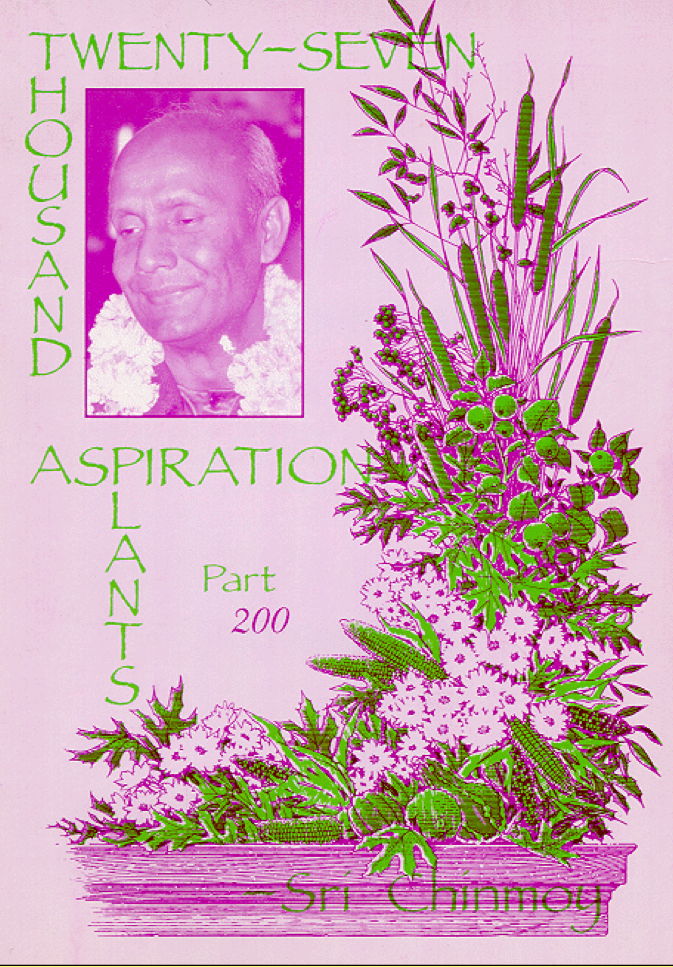 TWENTY-SEVEN
THOUSAND
ASPIRATION
PLANTS
Part
200
-Sri Chinmoy